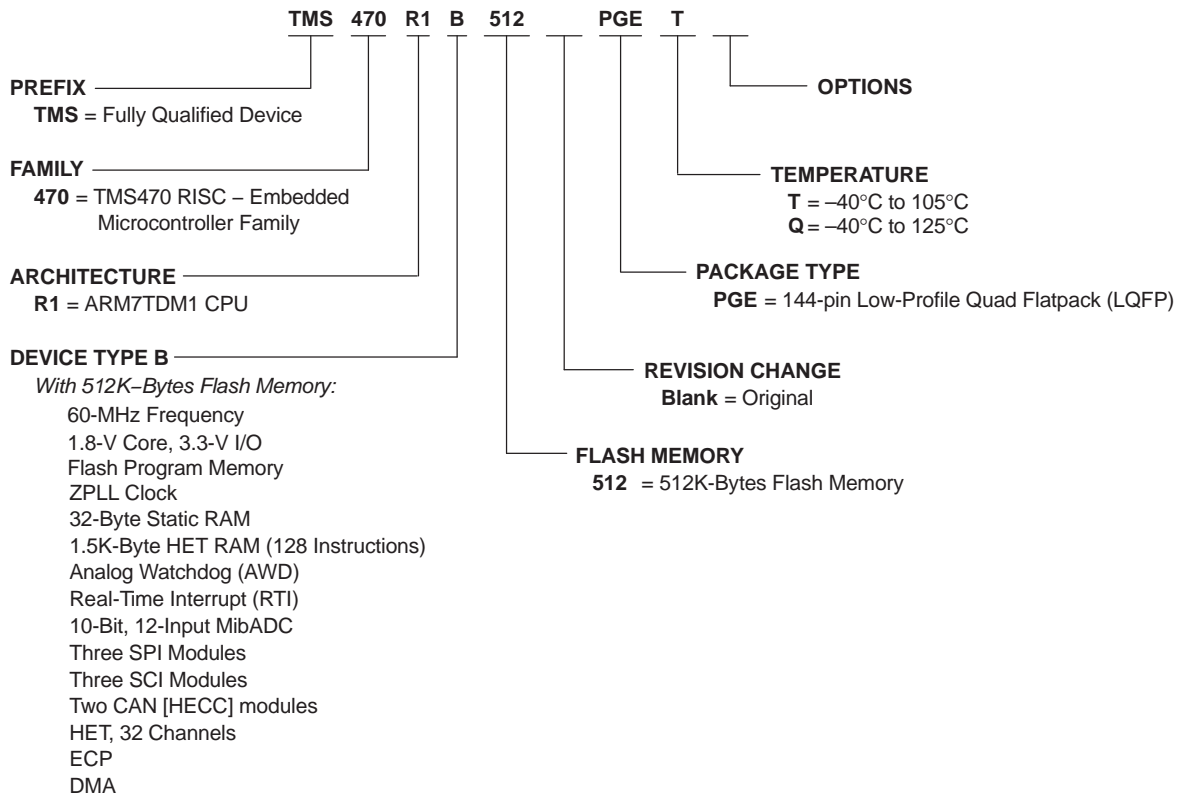 TMS 470 R1 B 512 PGE T
PREFIX
TMS = Fully Qualified Device
OPTIONS
FAMILY
470 = TMS470 RISC – Embedded
Microcontroller Family
TEMPERATURE
T = –40°C to 105°C
Q = –40°C to 125°C
ARCHITECTURE
R1 = ARM7TDM1 CPU
PACKAGE TYPE
PGE = 144-pin Low-Profile Quad Flatpack (LQFP)
DEVICE TYPE B
With 512K–Bytes Flash Memory:
60-MHz Frequency
1.8-V Core, 3.3-V I/O
Flash Program Memory
ZPLL Clock
32-Byte Static RAM
1.5K-Byte HET RAM (128 Instructions)
Analog Watchdog (AWD)
Real-Time Interrupt (RTI)
10-Bit, 12-Input MibADC
Three SPI Modules
Three SCI Modules
Two CAN [HECC] modules
HET, 32 Channels
ECP
DMA
REVISION CHANGE
Blank = Original
FLASH MEMORY
512 = 512K-Bytes Flash Memory